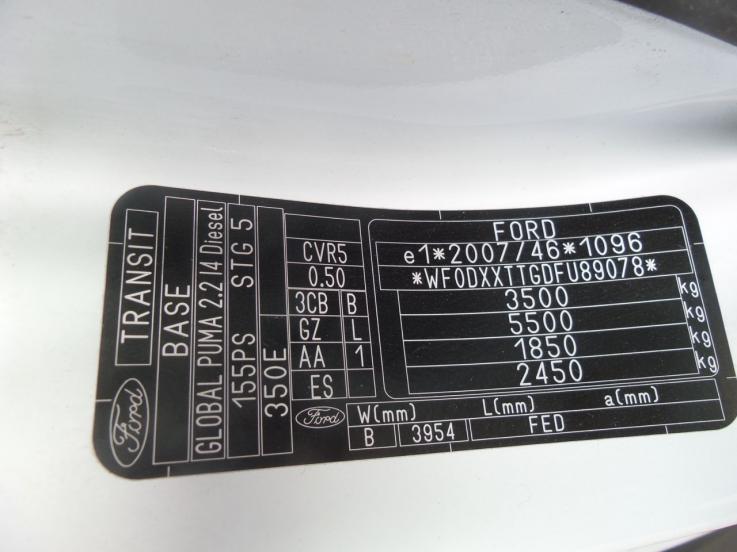 TRANSIT
BASE
GLOBAL PUMA 2.2 I4 Diesel
155PS STG 5
350E
CVR5
0.50
3CB B
GZ L
AA 1
ES
FORD
e1*2007/46*1096
*WF0DXXTTGDFU89078*
3500 kg
5500 kg
1850 kg
2450 kg
Ford
Ford
W(mm) L(mm) a(mm)
B 3954 FED